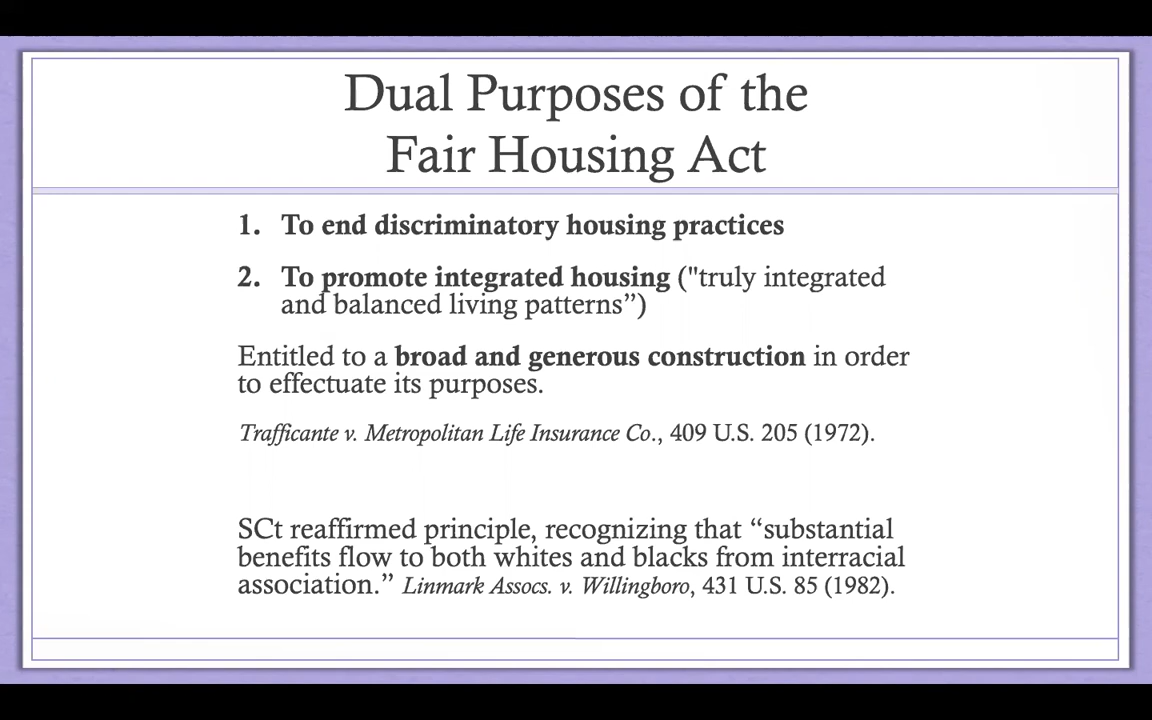 Dual Purposes of the
Fair Housing Act
1. To end discriminatory housing practices
2. To promote integrated housing ("truly integrated
and balanced living patterns”)
Entitled to a broad and generous construction in order
to effectuate its purposes.
Trafficante v. Metropolitan Life Insurance Co., 409 U.S. 205 (1972).
SCt reaffirmed principle, recognizing that “substantial
benefits flow to both whites and blacks from interracial
association.” Linmark Assocs. v. Willingboro, 431 U.S. 85 (1982).